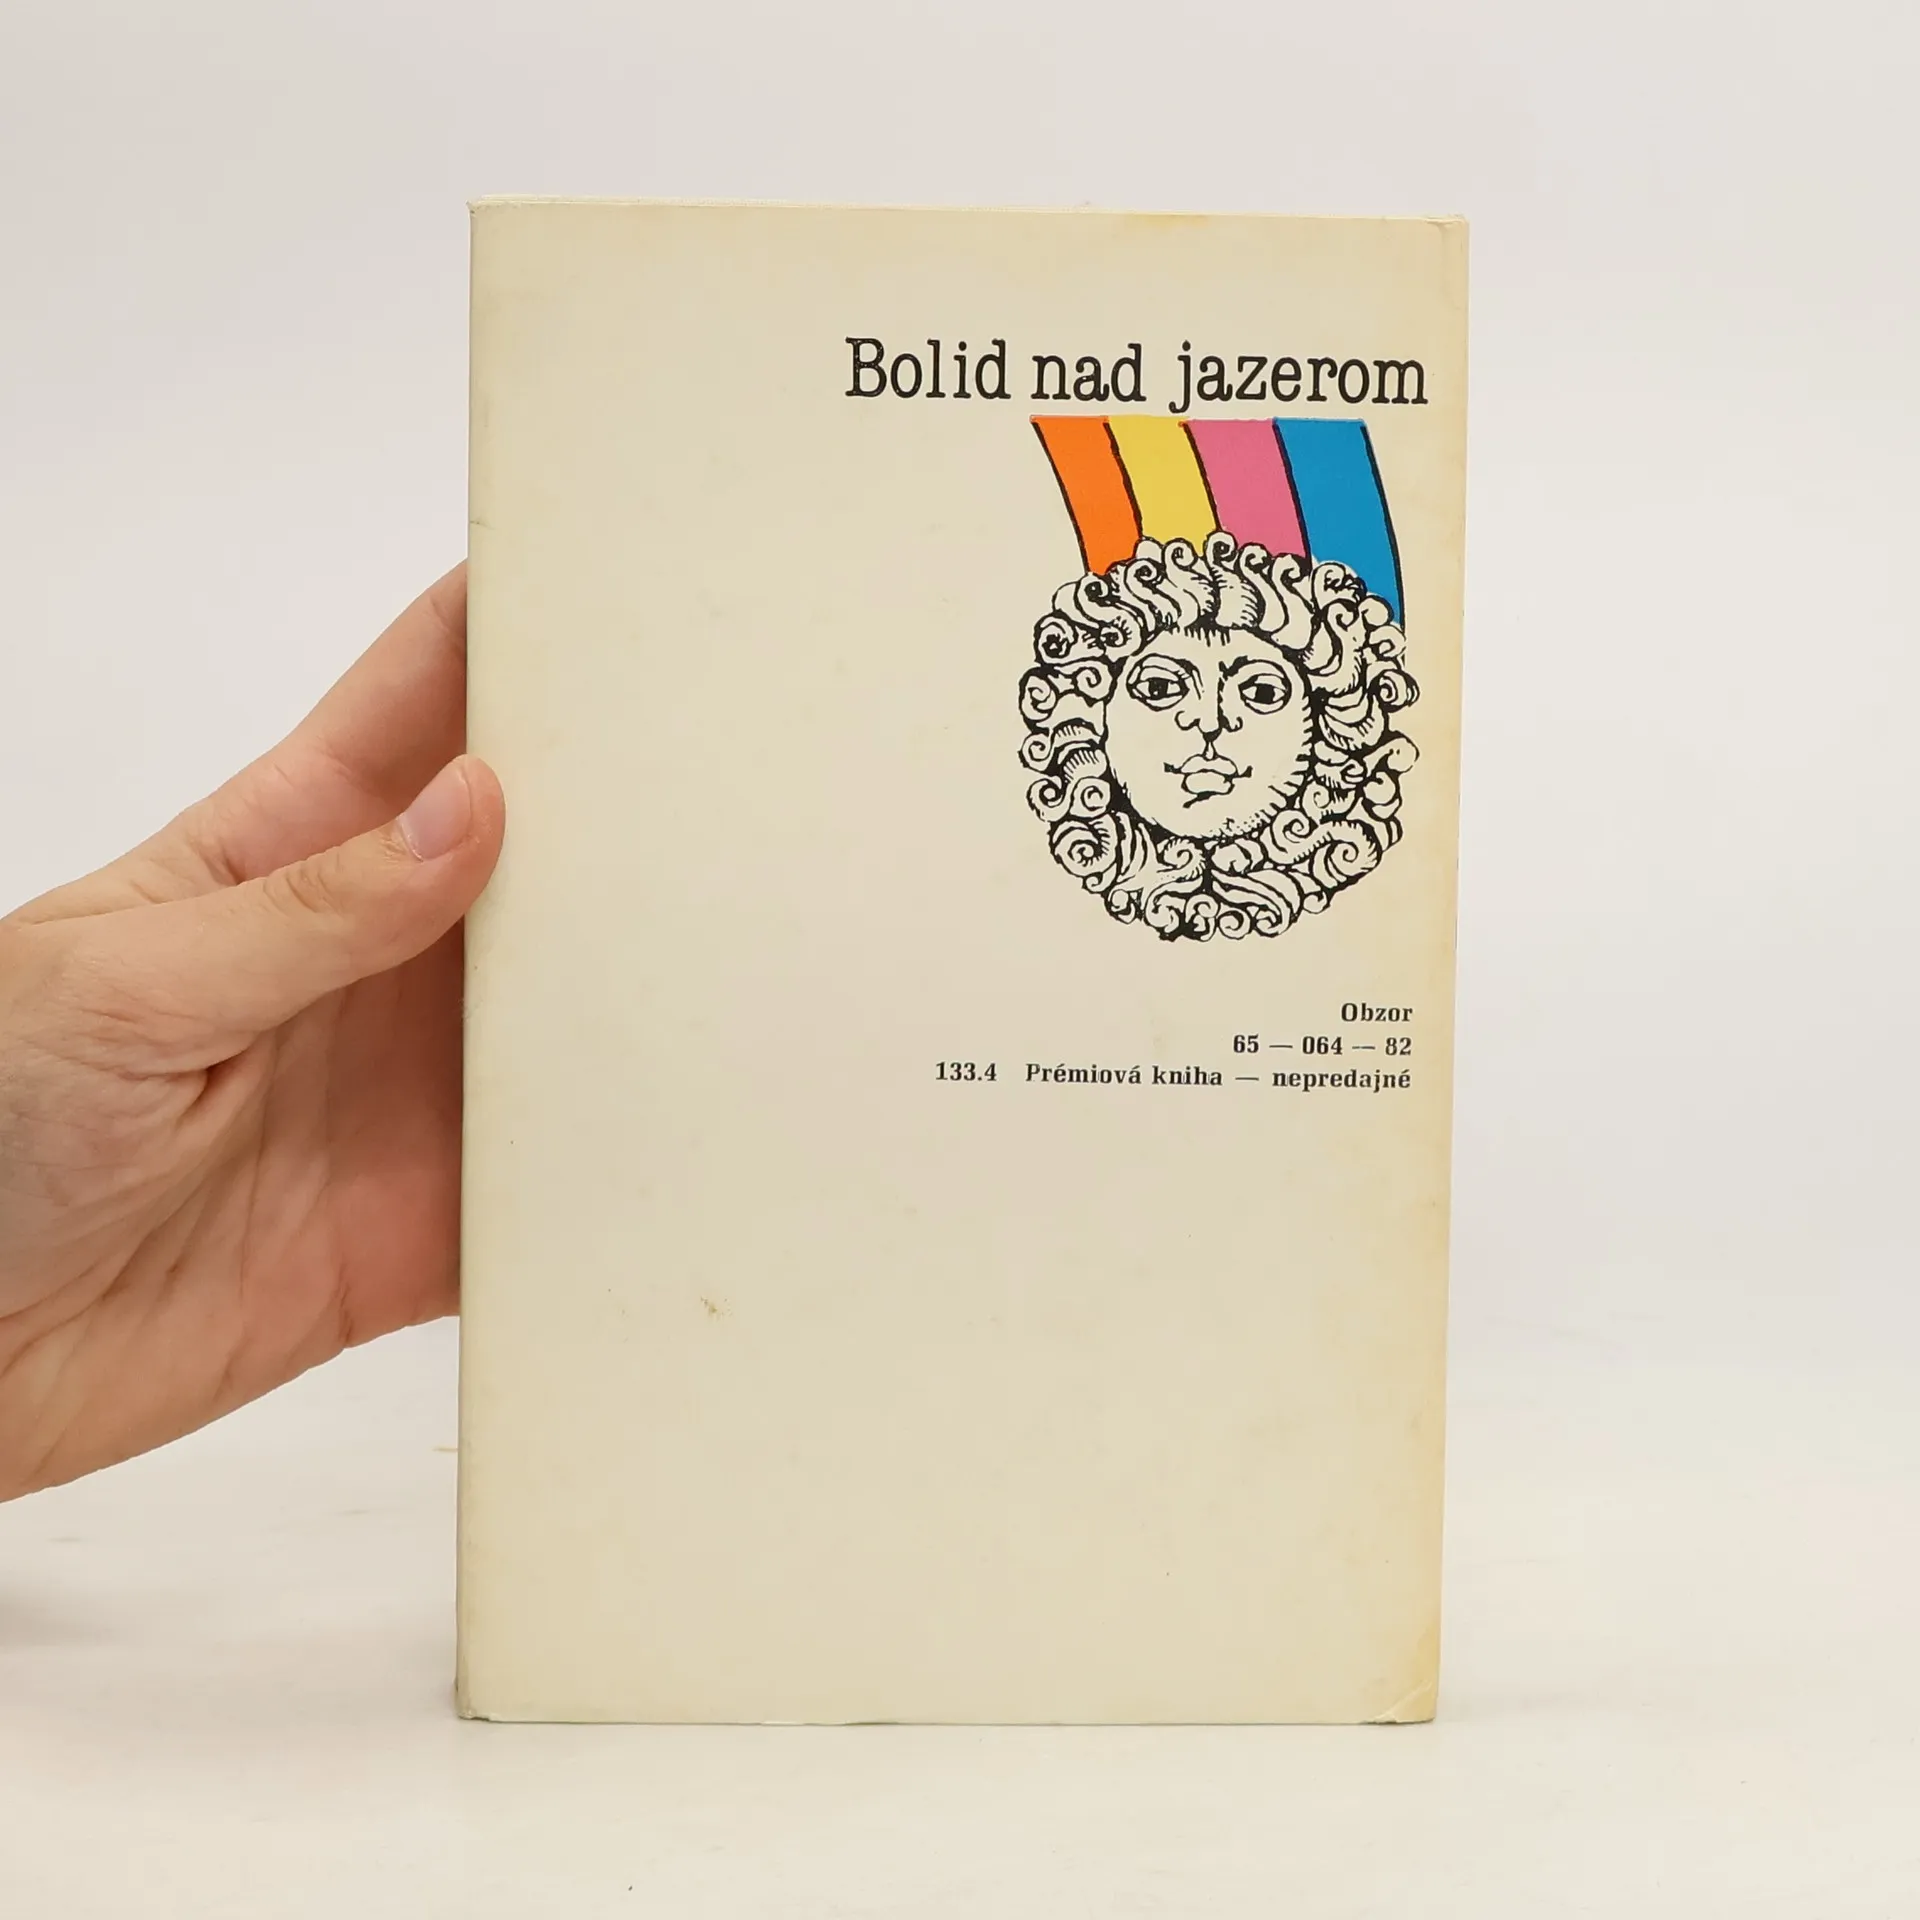 Bolid nad jazerom
Obzor
65 — 064 — 82
133.4 Prémiová kniha — nepredajné